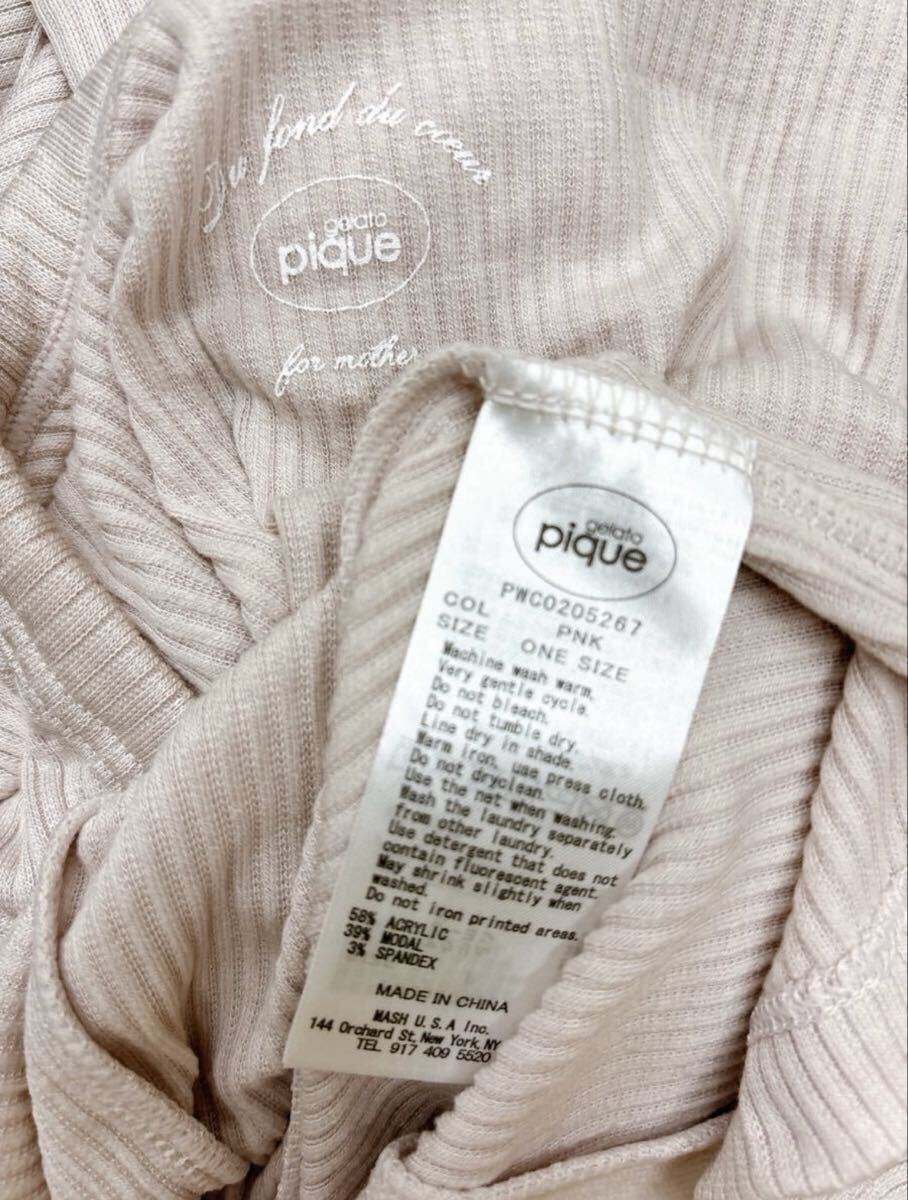 Du fond du cœur
gelato
pique
for mother
gelato
pique
PWCO205267
COL PNK
SIZE ONE SIZE
Machine wash warm.
Very gentle cycle.
Do not bleach.
Do not tumble dry.
Line dry in shade.
Warm iron, use press cloth.
Do not dryclean.
Use the net when washing.
Wash the laundry separately
from other laundry.
Use detergent that does not
contain fluorescent agent.
May shrink slightly when
washed.
Do not iron printed areas.
58% ACRYLIC
39% MODAL
3% SPANDEX
MADE IN CHINA
MASH U.S.A Inc.
144 Orchard St, New York, NY
TEL 917 409 5520